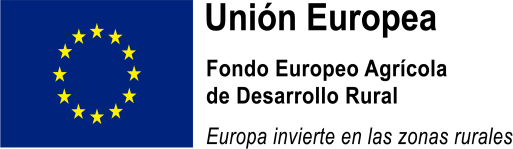 Unión Europea
Fondo Europeo Agrícola
de Desarrollo Rural
Europa invierte en las zonas rurales